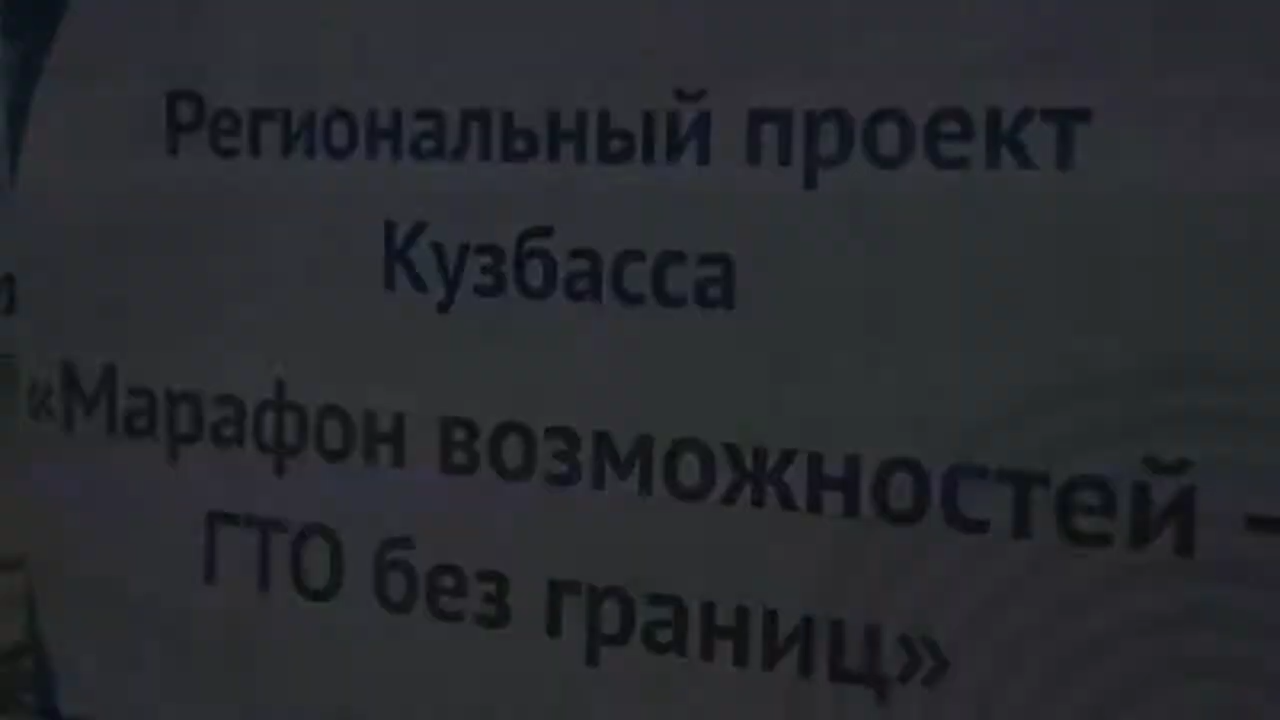 Региональный проект
Кузбасса
«Марафон возможностей –
ГТО без границ»